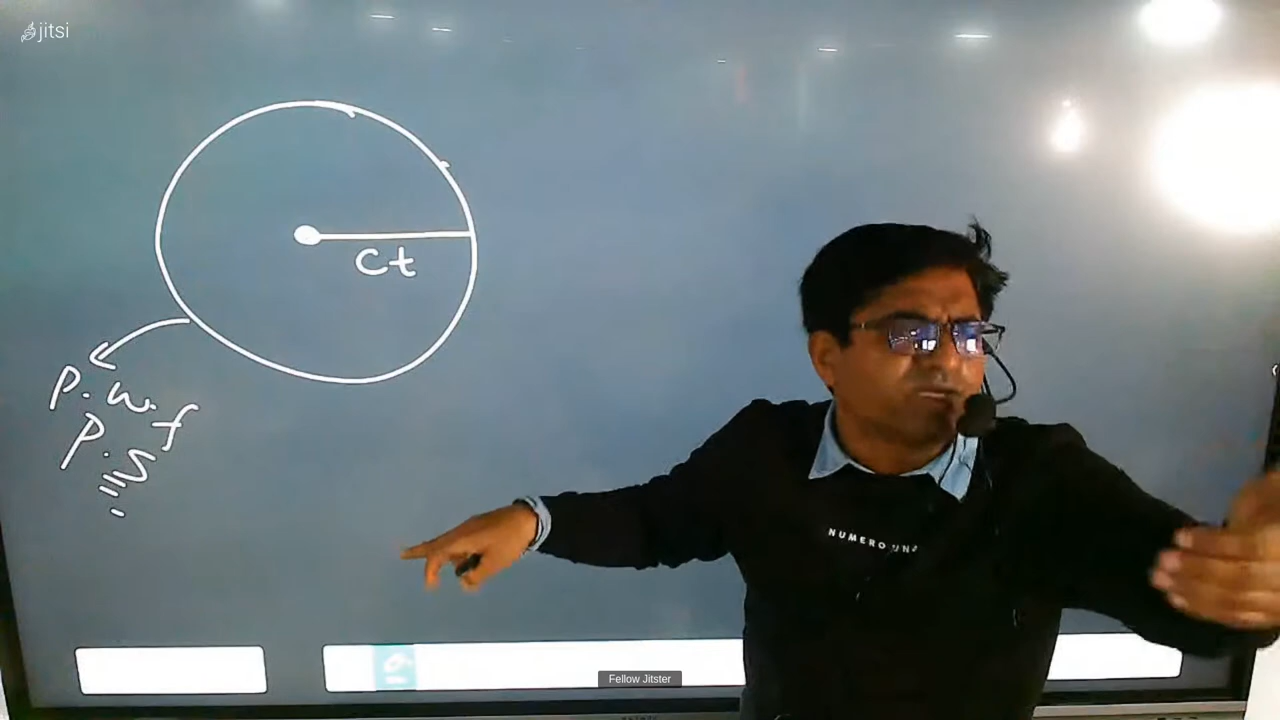 jitsi
ct
P. W. f
P. S
NUMERO UNO
Fellow Jitster